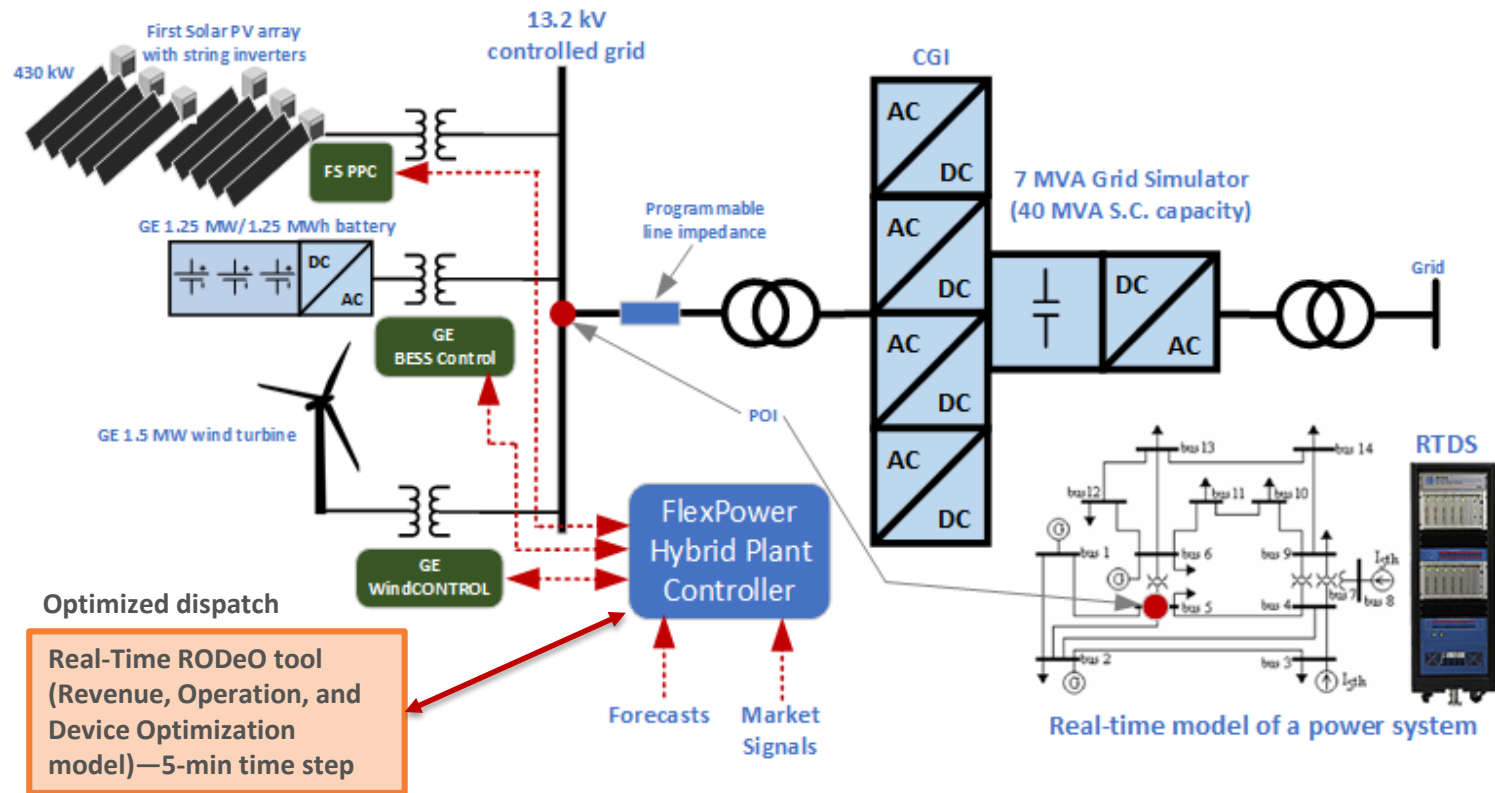 First Solar PV array
with string inverters
430 kW
13.2 kV
controlled grid
CGI
AC
DC
AC
DC
AC
DC
AC
DC
FS PPC
7 MVA Grid Simulator
(40 MVA S.C. capacity)
Programmable
line impedance
GE 1.25 MW/1.25 MWh battery
DC
AC
DC
AC
Grid
GE
BESS Control
POI
GE 1.5 MW wind turbine
FlexPower
Hybrid Plant
Controller
GE
WindCONTROL
Optimized dispatch
Real-Time RODeO tool
(Revenue, Operation, and
Device Optimization
model)—5-min time step
Forecasts
Market
Signals
RTDS
bus 13
bus 14
bus12
bus 11
bus 10
G
bus 1
bus 6
bus 9
G
bus 7
bus 8
bus 5
bus 4
bus 2
bus 3
G
Real-time model of a power system